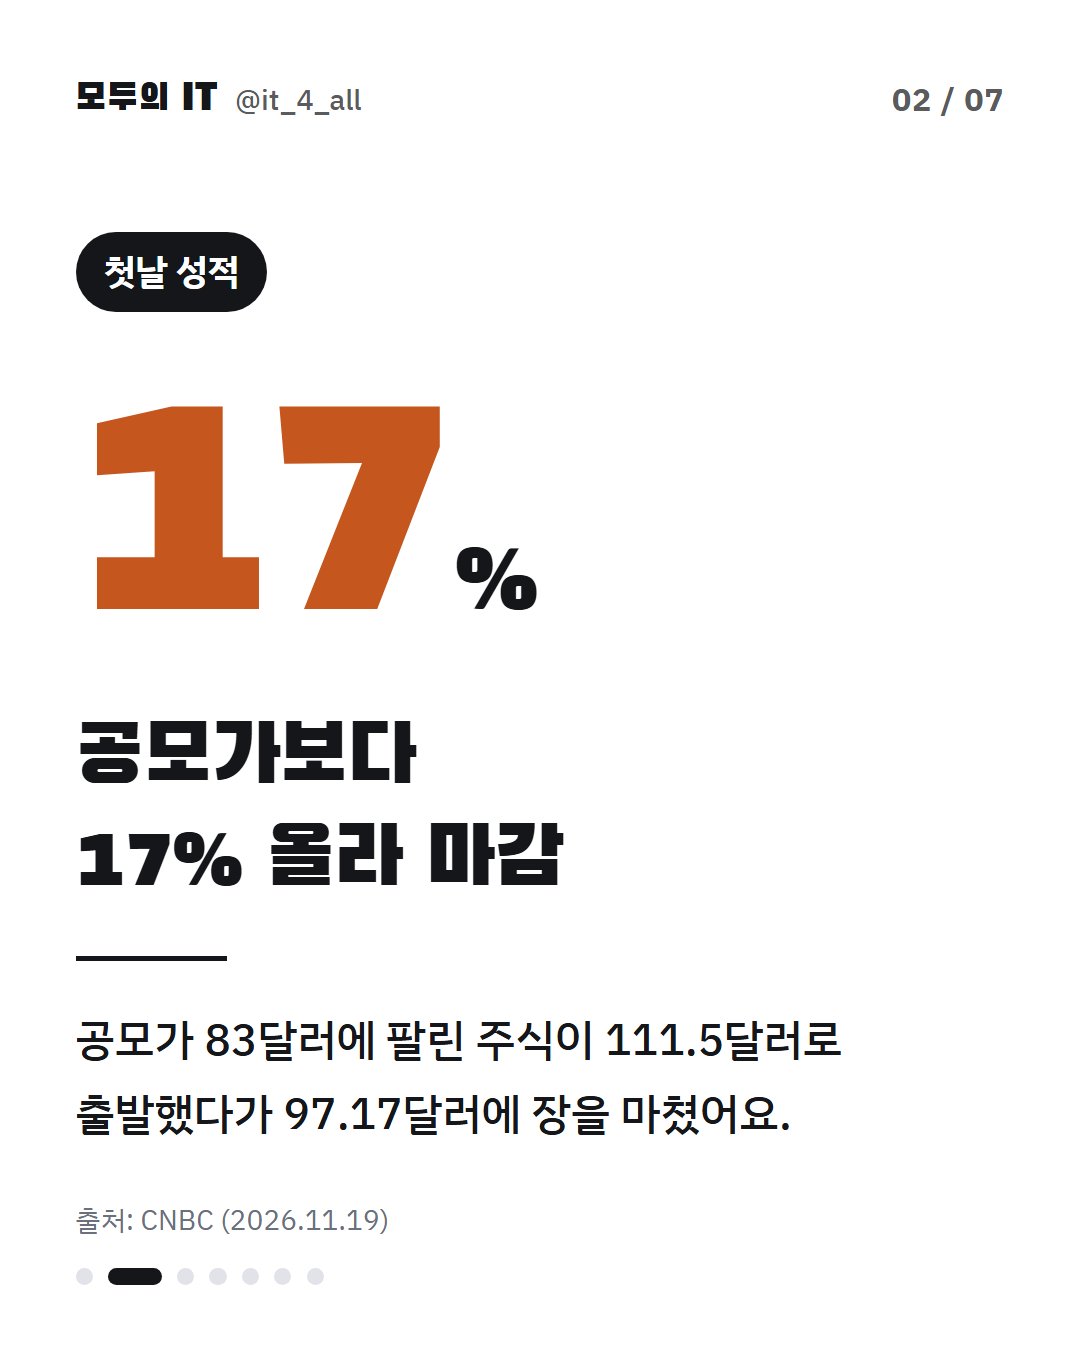 모두의 IT @it_4_all 02 / 07
첫날 성적
17%
공모가보다
17% 올라 마감
공모가 83달러에 팔린 주식이 111.5달러로
출발했다가 97.17달러에 장을 마쳤어요.
출처: CNBC (2026.11.19)